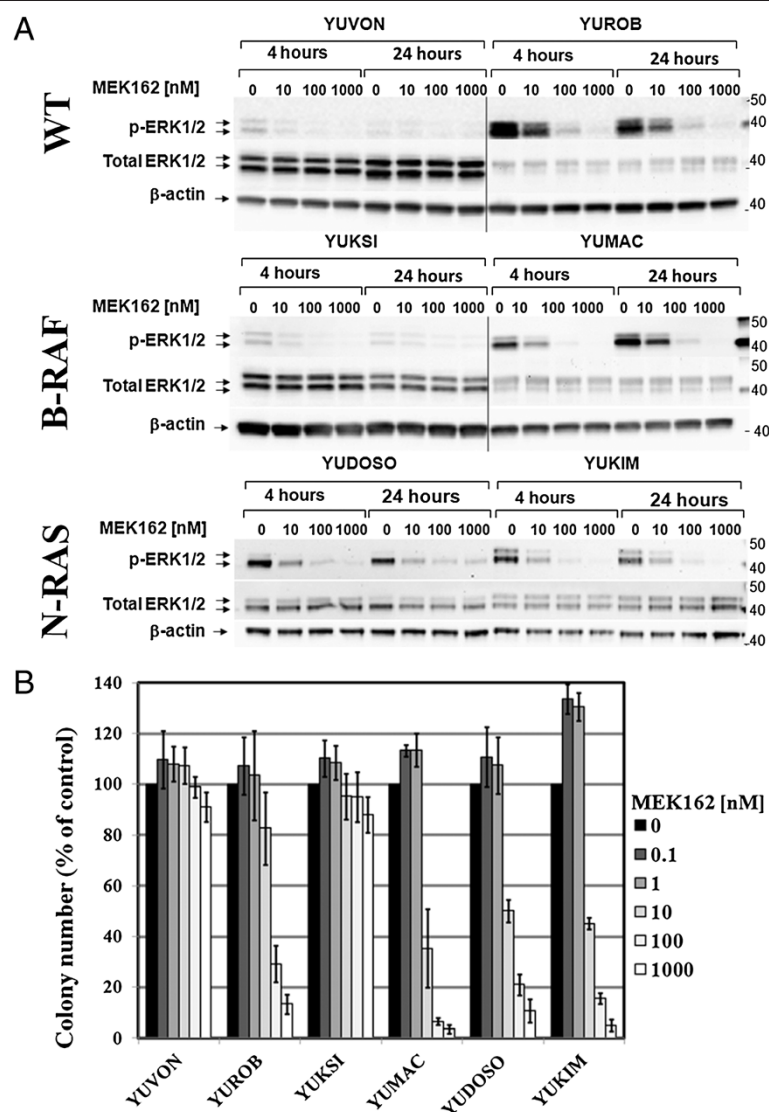 A
YUVON YUROB
4 hours 24 hours 4 hours 24 hours
MEK162 [nM] 0 10 100 1000 0 10 100 1000 0 10 100 1000 0 10 100 1000
WT
-50
p-ERK1/2 -40
Total ERK1/2 - 40
β-actin - 40
YUKSI YUMAC
4 hours 24 hours 4 hours 24 hours
MEK162 [nM] 0 10 100 1000 0 10 100 1000 0 10 100 1000 0 10 100 1000
B-RAF
50
p-ERK1/2 40
50
Total ERK1/2 40
β-actin - 40
YUDOSO YUKIM
4 hours 24 hours 4 hours 24 hours
MEK162 [nM] 0 10 100 1000 0 10 100 1000 0 10 100 1000 0 10 100 1000
N-RAS
50
p-ERK1/2 40
50
Total ERK1/2 40
β-actin -40
B
Colony number (% of control)
140
120
100
80
60
40
20
0
YUVON YUROB YUKSI YUMAC YUDOSO YUKIM
MEK162 [nM]
0
0.1
1
10
100
1000